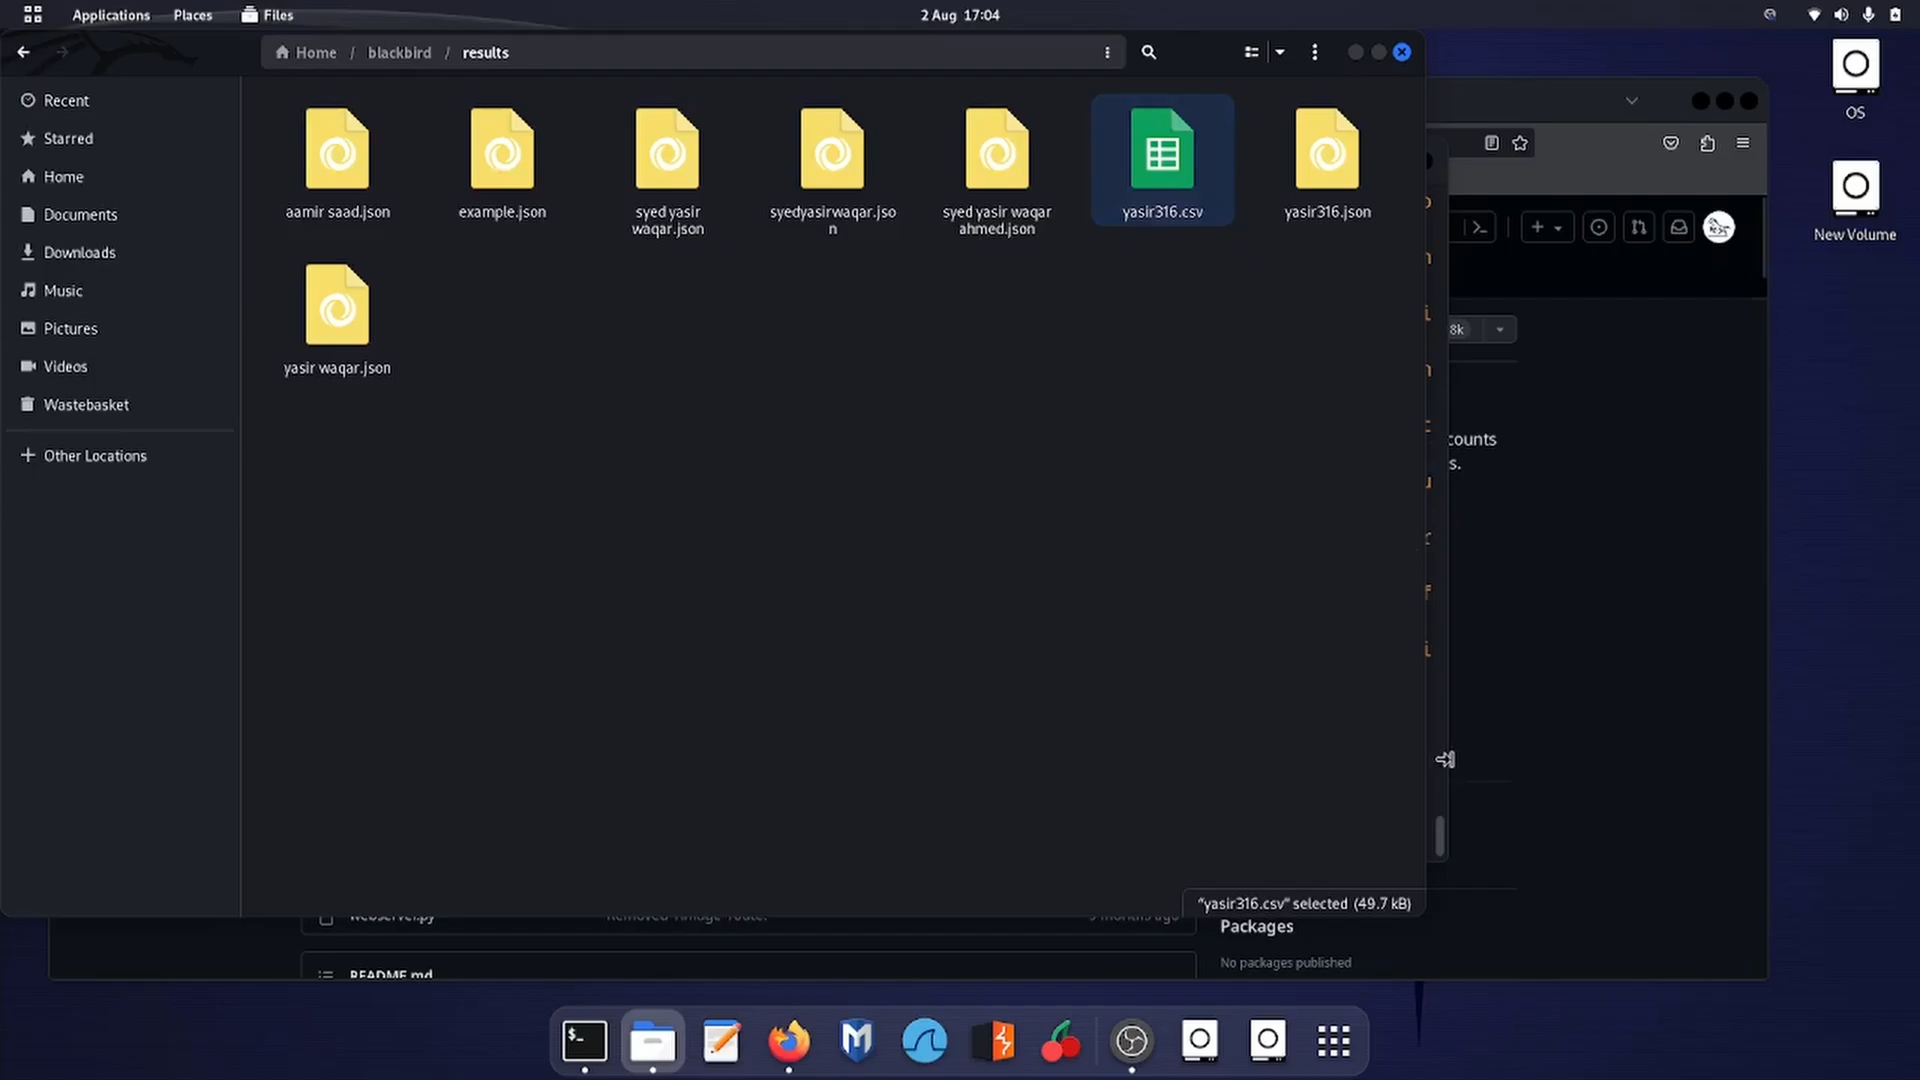 Applications Places Files 2 Aug 17:04
Home / blackbird / results
Recent
Starred
Home
Documents
Downloads
Music
Pictures
Videos
Wastebasket
Other Locations
aamir saad.json
example.json
syed yasir
waqar.json
syedyasirwaqar.jso
n
syed yasir waqar
ahmed.json
yasir316.csv
yasir316.json
yasir waqar.json
"yasir316.csv" selected (49.7 kB)
OS
New Volume
8k
counts
s.
webserver.py
README.md
Packages
No packages published
$-